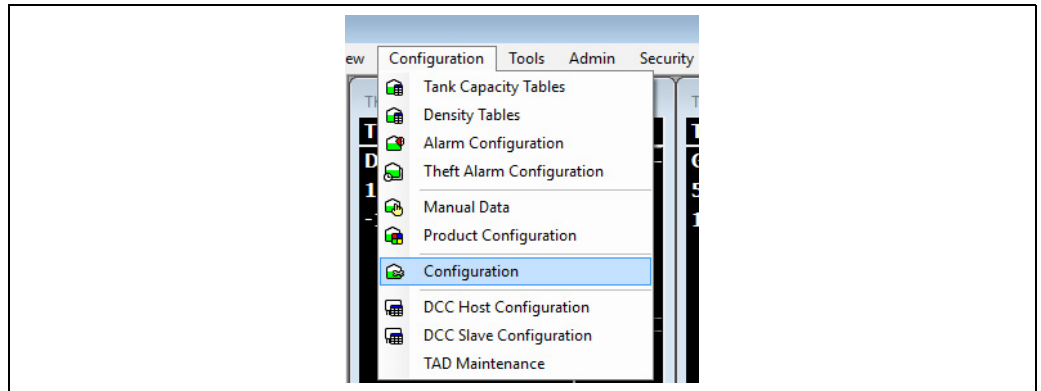 ew Configuration Tools Admin Security
Tank Capacity Tables
Density Tables
Alarm Configuration
Theft Alarm Configuration
Manual Data
Product Configuration
Configuration
DCC Host Configuration
DCC Slave Configuration
TAD Maintenance